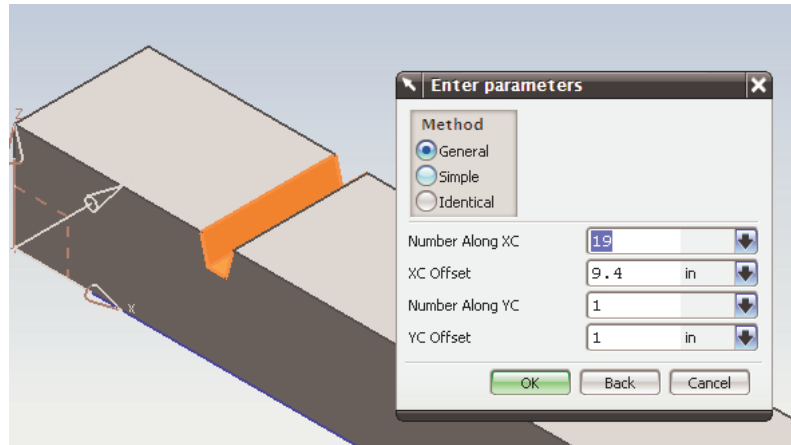 Enter parameters
Method
General
Simple
Identical
Number Along XC 19
XC Offset 9.4 in
Number Along YC 1
YC Offset 1 in
OK Back Cancel
Z
X